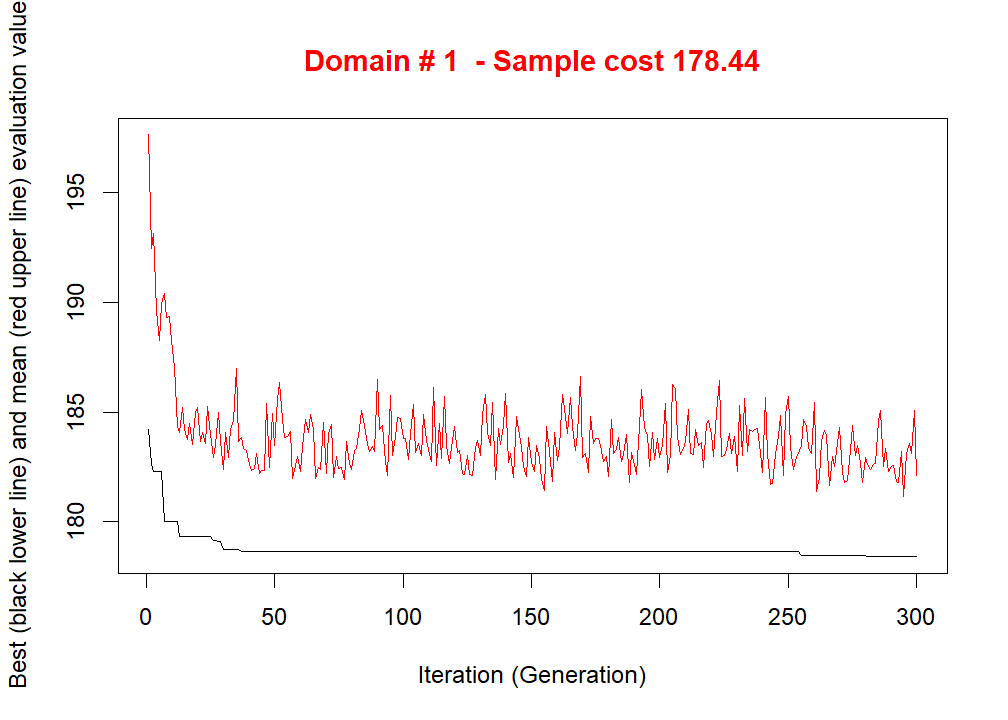 Domain # 1 - Sample cost 178.44
Best (black lower line) and mean (red upper line) evaluation value
195
190
185
180
0 50 100 150 200 250 300
Iteration (Generation)